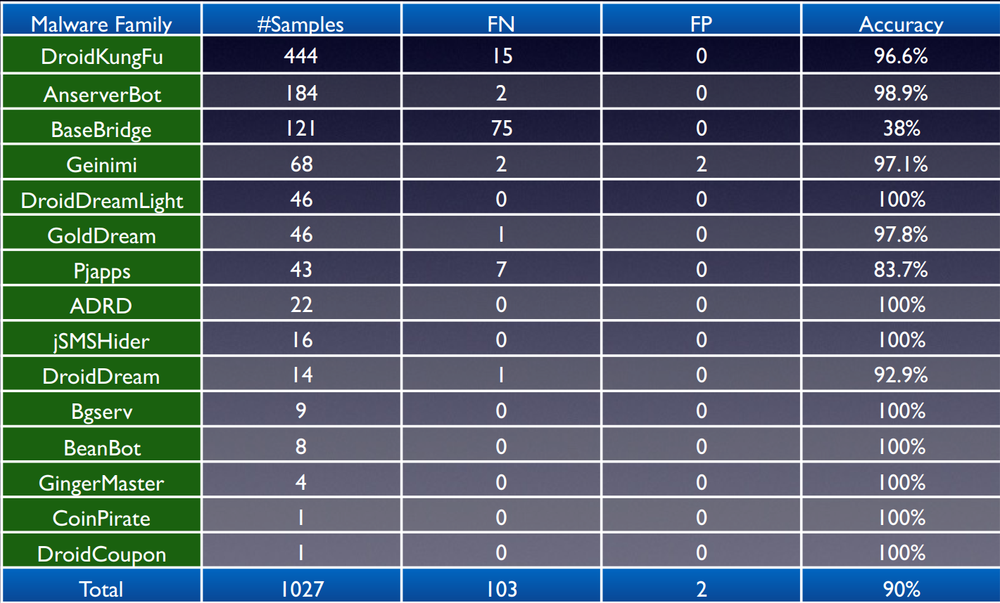 Malware Family #Samples FN FP Accuracy
DroidKungFu 444 15 0 96.6%
AnserverBot 184 2 0 98.9%
BaseBridge 121 75 0 38%
Geinimi 68 2 2 97.1%
DroidDreamLight 46 0 0 100%
GoldDream 46 1 0 97.8%
Pjapps 43 7 0 83.7%
ADRD 22 0 0 100%
jSMSHider 16 0 0 100%
DroidDream 14 1 0 92.9%
Bgserv 9 0 0 100%
BeanBot 8 0 0 100%
GingerMaster 4 0 0 100%
CoinPirate 1 0 0 100%
DroidCoupon 1 0 0 100%
Total 1027 103 2 90%